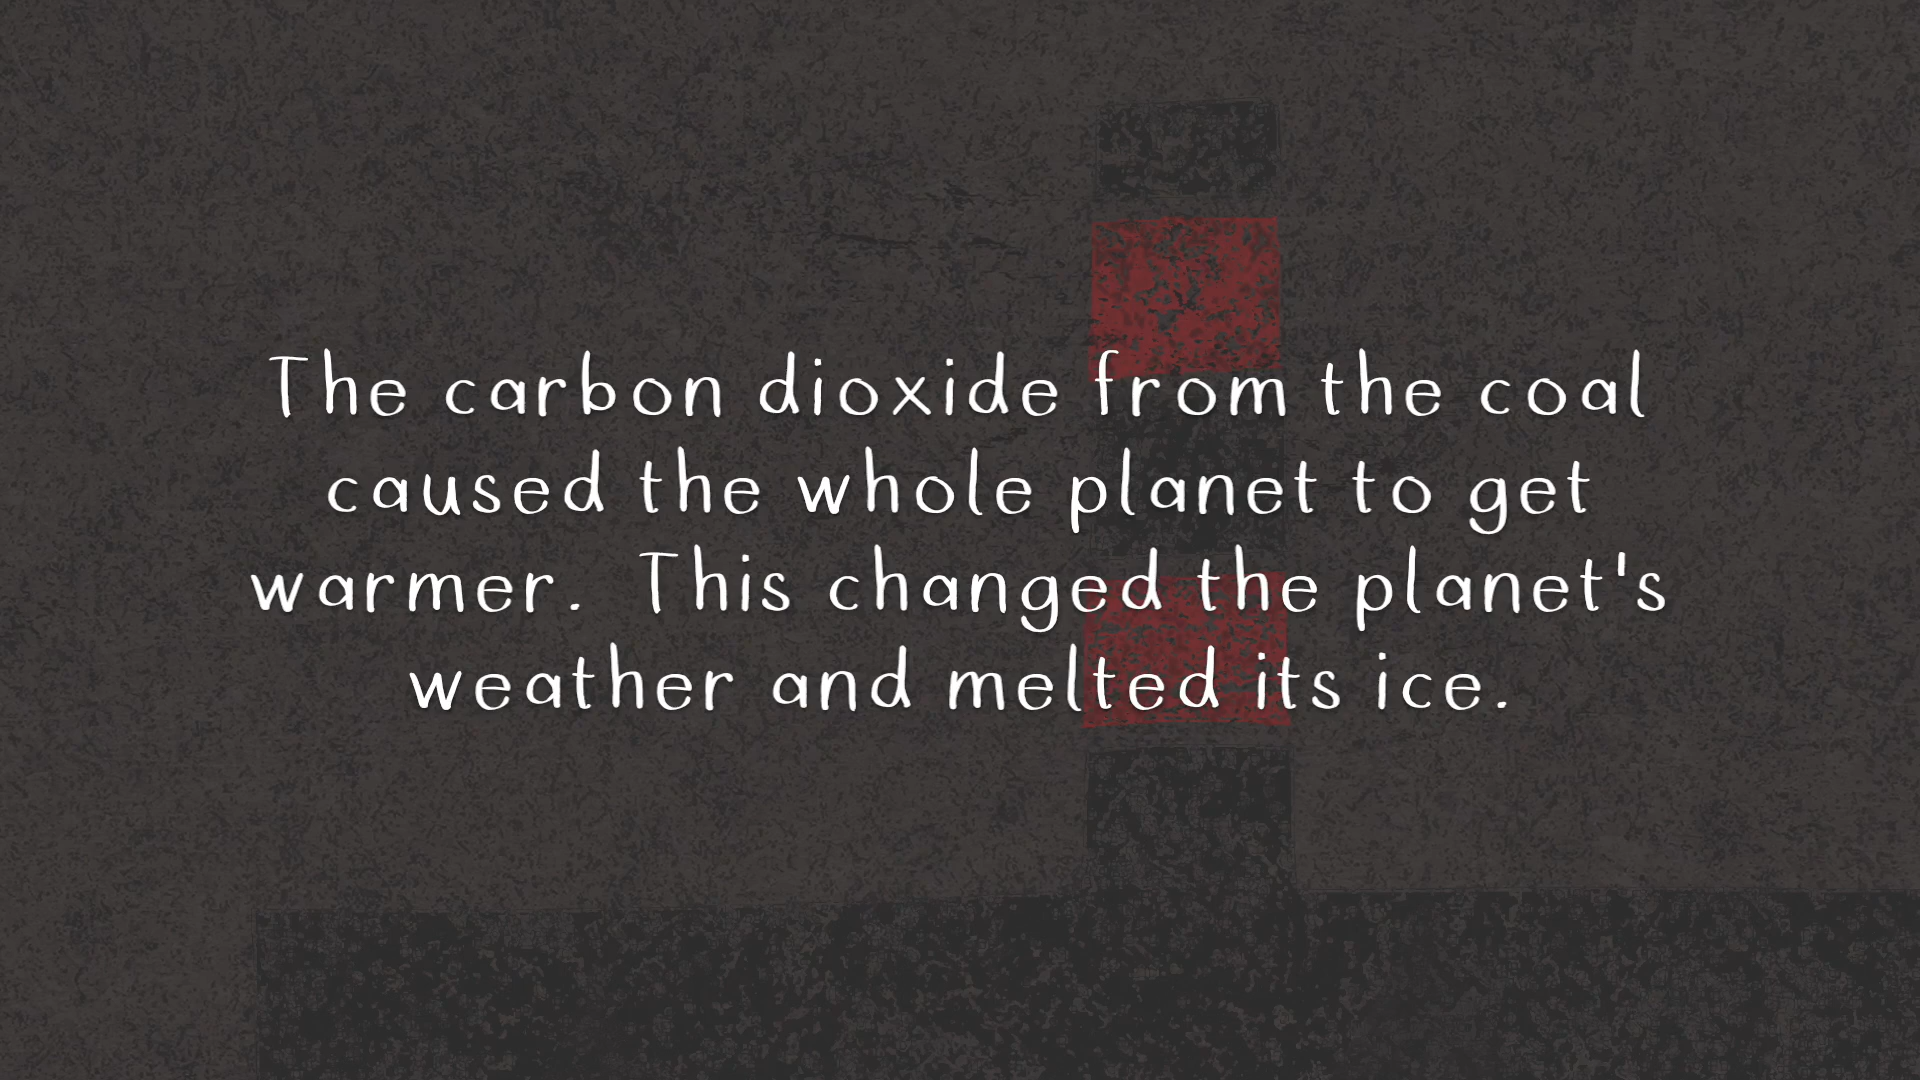 The carbon dioxide from the coal
caused the whole planet to get
warmer.  This changed the planet's
weather and melted its ice.